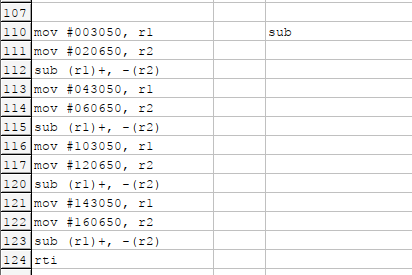 107
110 mov #003050, r1 sub
111 mov #020650, r2
112 sub (r1)+, -(r2)
113 mov #043050, r1
114 mov #060650, r2
115 sub (r1)+, -(r2)
116 mov #103050, r1
117 mov #120650, r2
120 sub (r1)+, -(r2)
121 mov #143050, r1
122 mov #160650, r2
123 sub (r1)+, -(r2)
124 rti